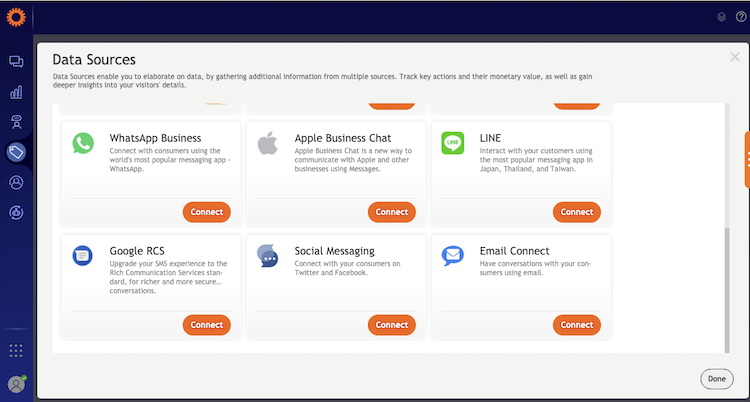 Data Sources
Data Sources enable you to elaborate on data, by gathering additional information from multiple sources. Track key actions and their monetary value, as well as gain
deeper insights into your visitors' details.
WhatsApp Business
Connect with consumers using the
world's most popular messaging app -
WhatsApp.
Connect
Apple Business Chat
Apple Business Chat is a new way to
communicate with Apple and other
businesses using Messages.
Connect
LINE
LINE
Interact with your customers using
the most popular messaging app in
Japan, Thailand, and Taiwan.
Connect
Google RCS
Upgrade your SMS experience to the
Rich Communication Services stan-
dard, for richer and more secure...
conversations.
Connect
Social Messaging
Connect with your consumers on
Twitter and Facebook.
Connect
Email Connect
Have conversations with your con-
sumers using email.
Connect
Done